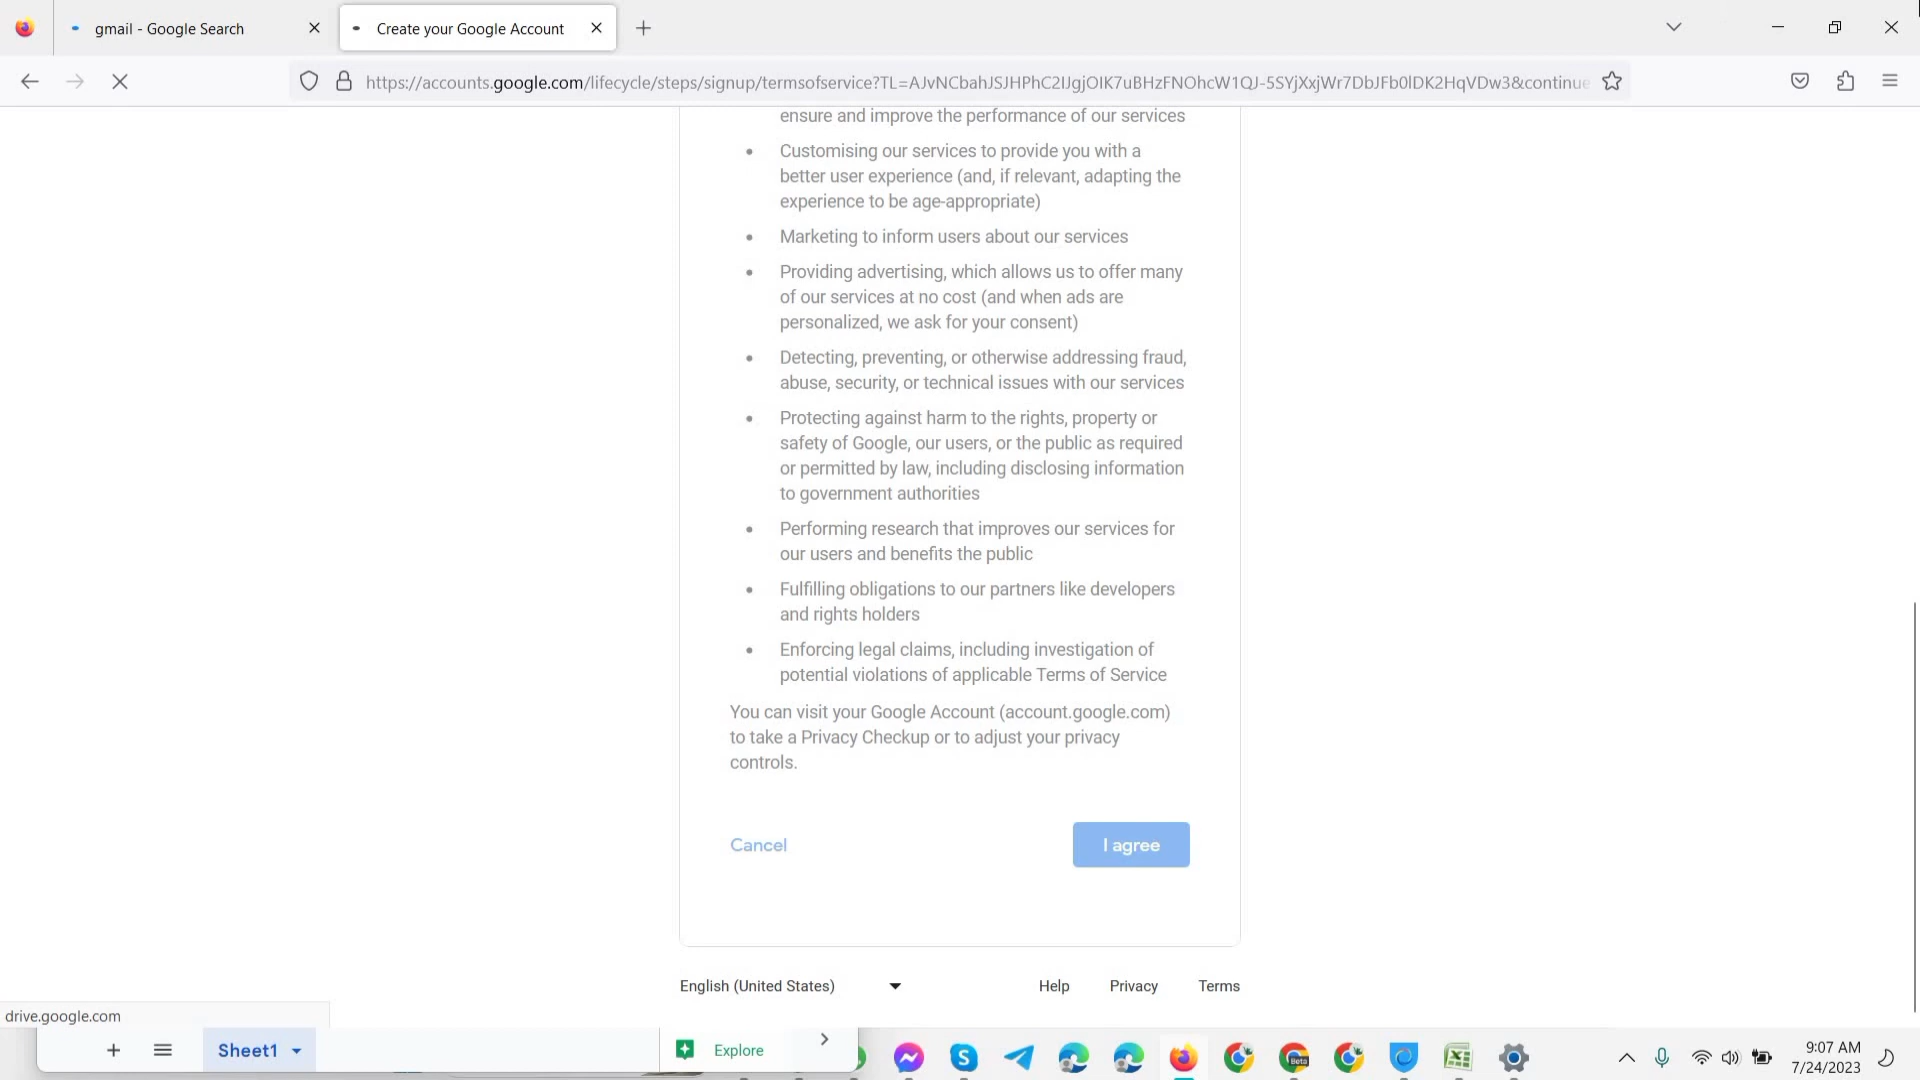 gmail - Google Search
Create your Google Account
https://accounts.google.com/lifecycle/steps/signup/termsofservice?TL=AJvNCbahJSJHPhC2IJgjOIK7uBHzFNOhcW1QJ-5SYjXxjWr7DbJFb0lDK2HqVDw3&continue
ensure and improve the performance of our services
• Customising our services to provide you with a
better user experience (and, if relevant, adapting the
experience to be age-appropriate)
• Marketing to inform users about our services
• Providing advertising, which allows us to offer many
of our services at no cost (and when ads are
personalized, we ask for your consent)
• Detecting, preventing, or otherwise addressing fraud,
abuse, security, or technical issues with our services
• Protecting against harm to the rights, property or
safety of Google, our users, or the public as required
or permitted by law, including disclosing information
to government authorities
• Performing research that improves our services for
our users and benefits the public
• Fulfilling obligations to our partners like developers
and rights holders
• Enforcing legal claims, including investigation of
potential violations of applicable Terms of Service
You can visit your Google Account (account.google.com)
to take a Privacy Checkup or to adjust your privacy
controls.
Cancel
I agree
English (United States)
Help
Privacy
Terms
drive.google.com
Sheet1
Explore
Beta
9:07 AM
7/24/2023